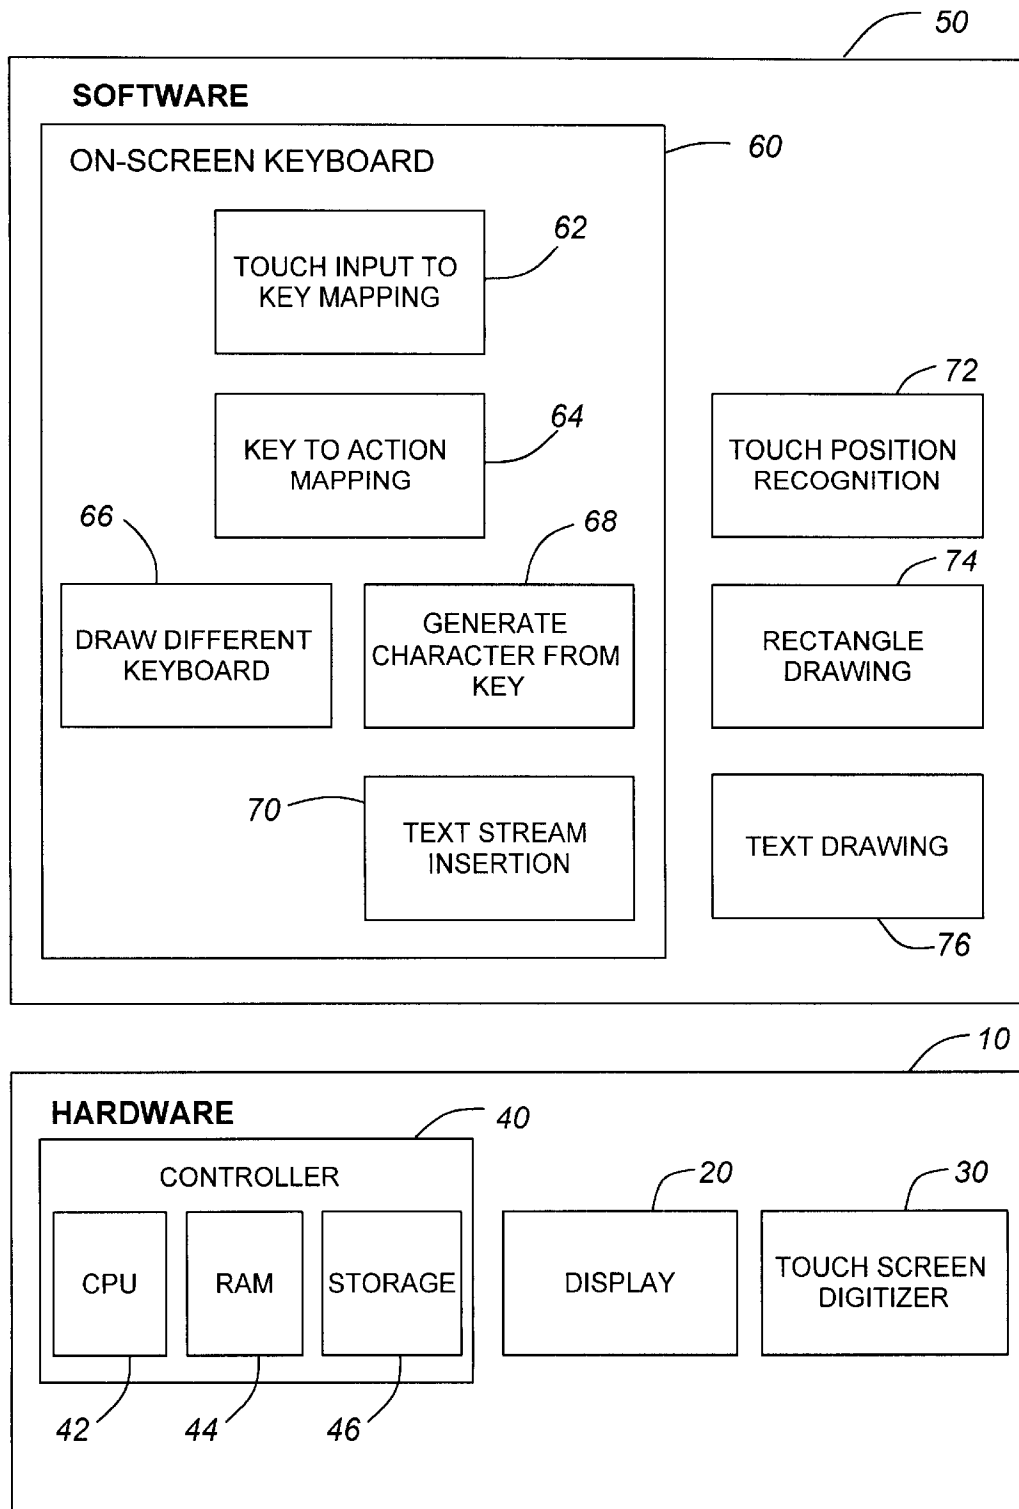 50
SOFTWARE
ON-SCREEN KEYBOARD
60
62
TOUCH INPUT TO
KEY MAPPING
64
KEY TO ACTION
MAPPING
72
TOUCH POSITION
RECOGNITION
66
DRAW DIFFERENT
KEYBOARD
68
GENERATE
CHARACTER FROM
KEY
74
RECTANGLE
DRAWING
70
TEXT STREAM
INSERTION
TEXT DRAWING
76
10
HARDWARE
40
CONTROLLER
CPU
RAM
STORAGE
20
DISPLAY
30
TOUCH SCREEN
DIGITIZER
42
44
46